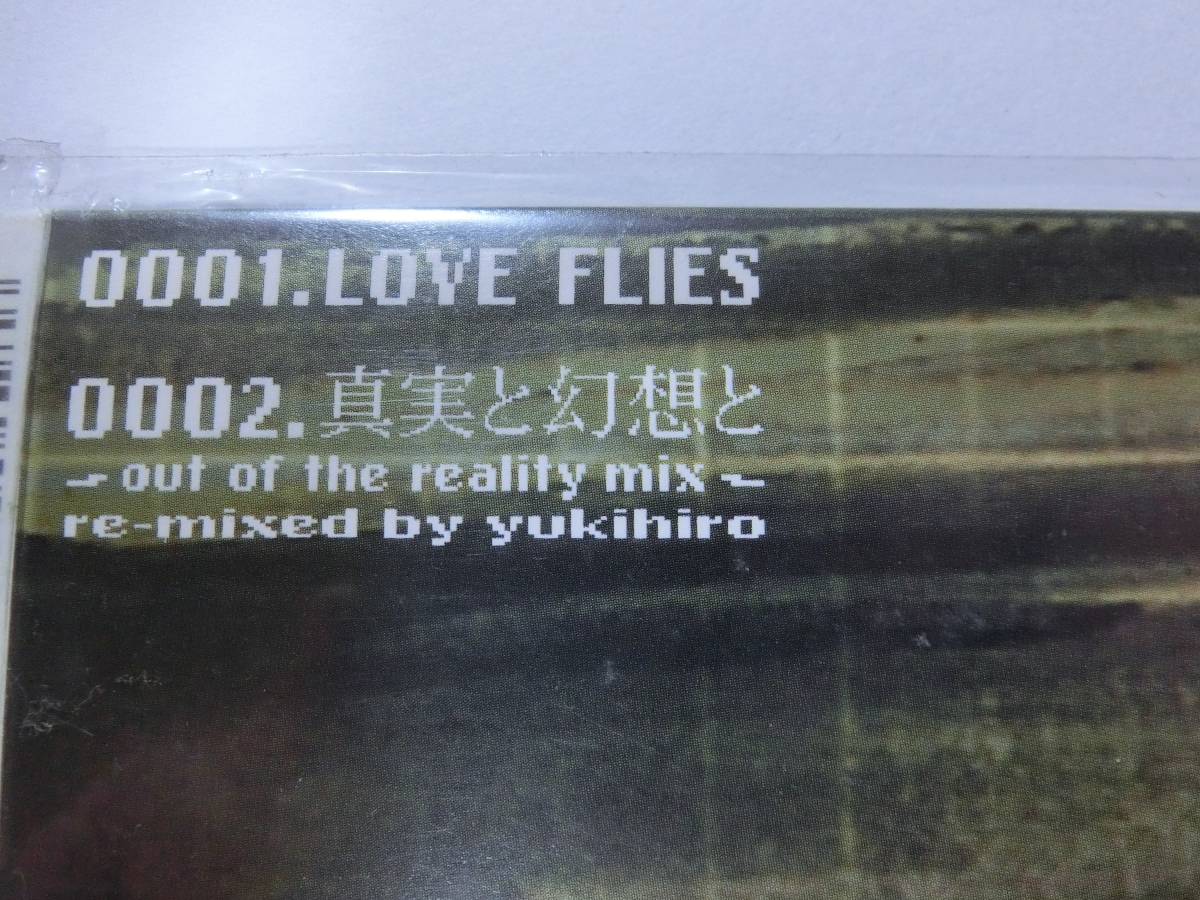 0001.LOVE FLIES
0002.真実と幻想と
~out of the reality mix~
re-mixed by yukihiro